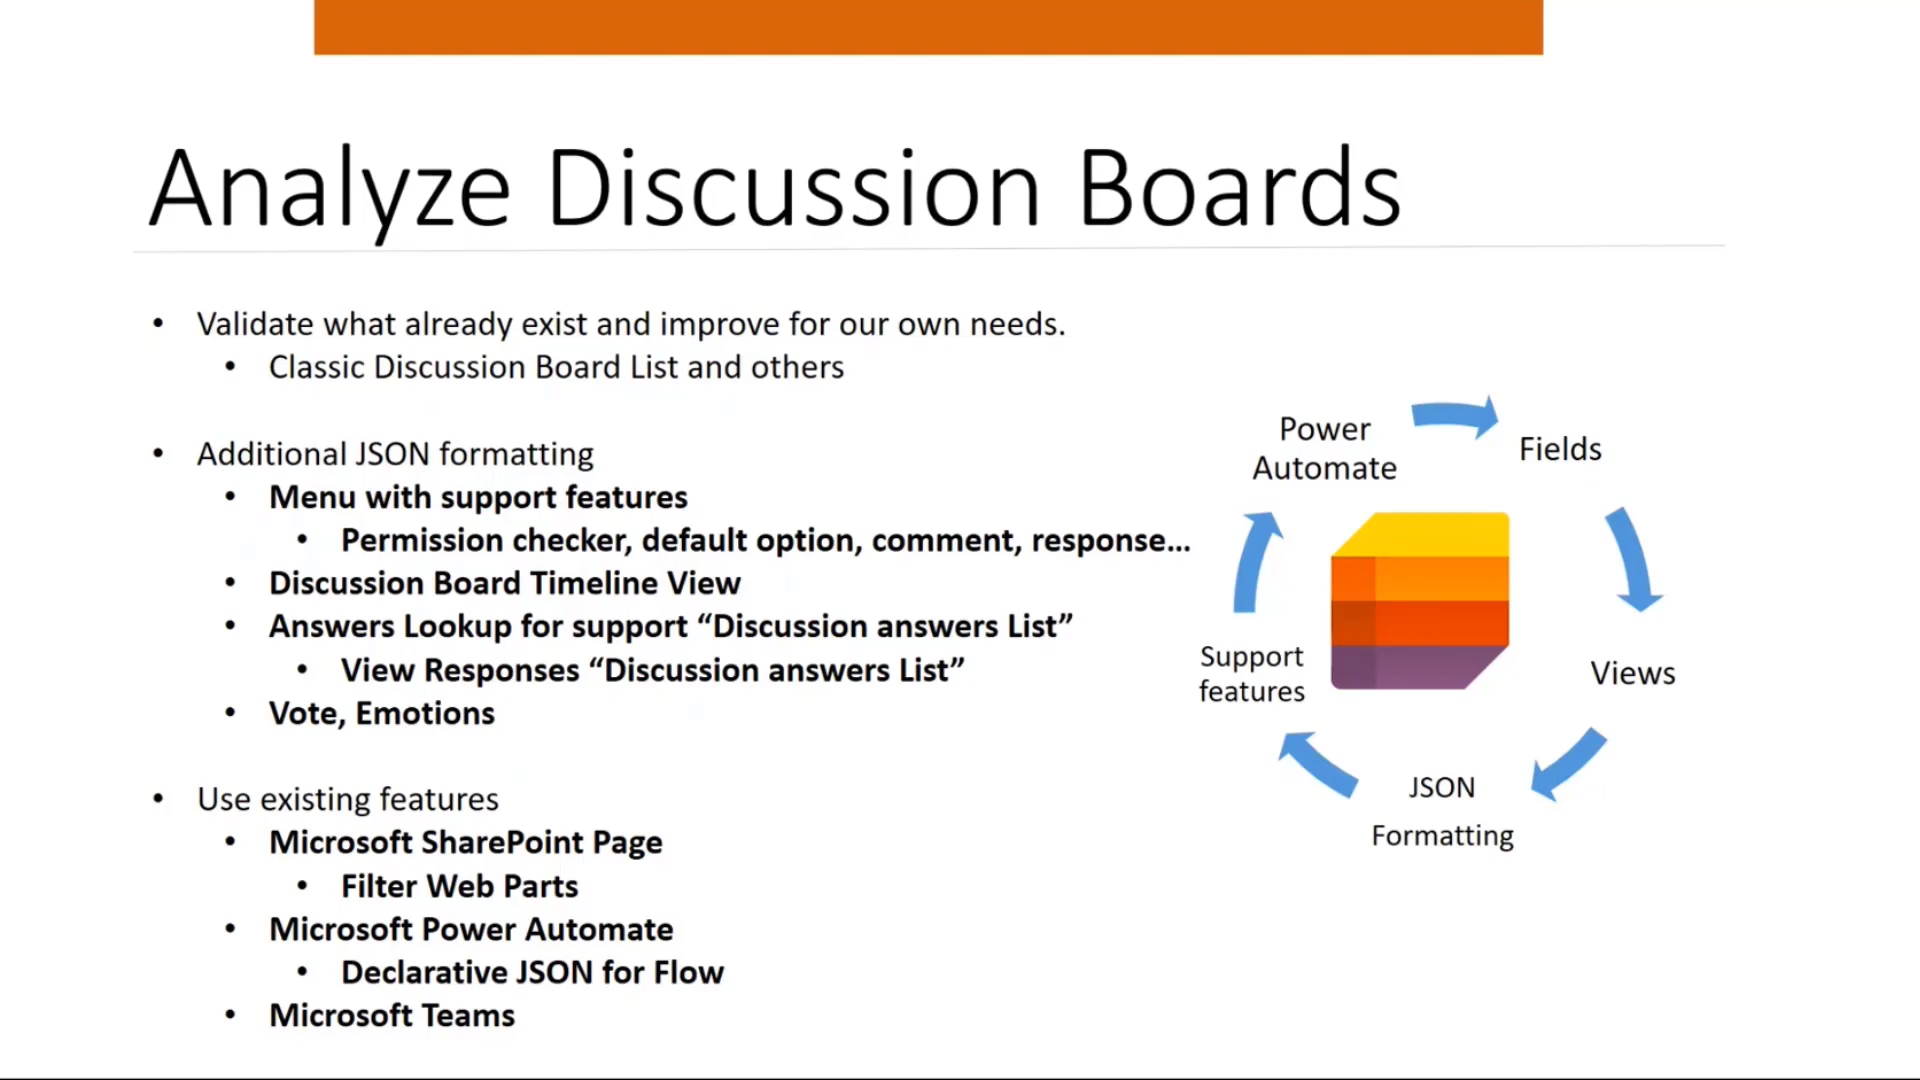 Analyze Discussion Boards
• Validate what already exist and improve for our own needs.
• Classic Discussion Board List and others
• Additional JSON formatting
• Menu with support features
• Permission checker, default option, comment, response...
• Discussion Board Timeline View
• Answers Lookup for support “Discussion answers List”
• View Responses “Discussion answers List”
• Vote, Emotions
• Use existing features
• Microsoft SharePoint Page
• Filter Web Parts
• Microsoft Power Automate
• Declarative JSON for Flow
• Microsoft Teams
Power
Automate
Fields
Views
JSON
Formatting
Support
features